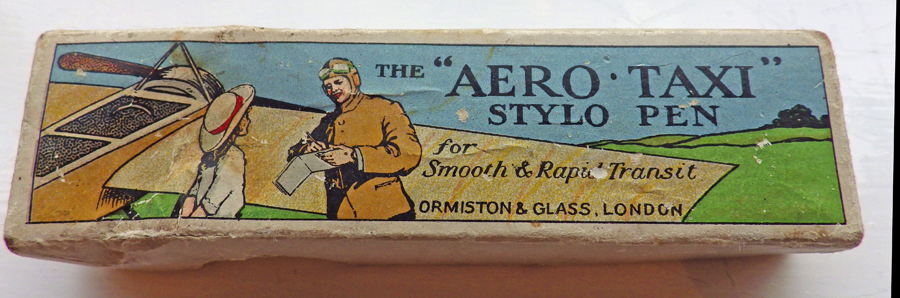 THE "AERO·TAXI"
STYLO PEN
for
Smooth & Rapid Transit
ORMISTON & GLASS, LONDON